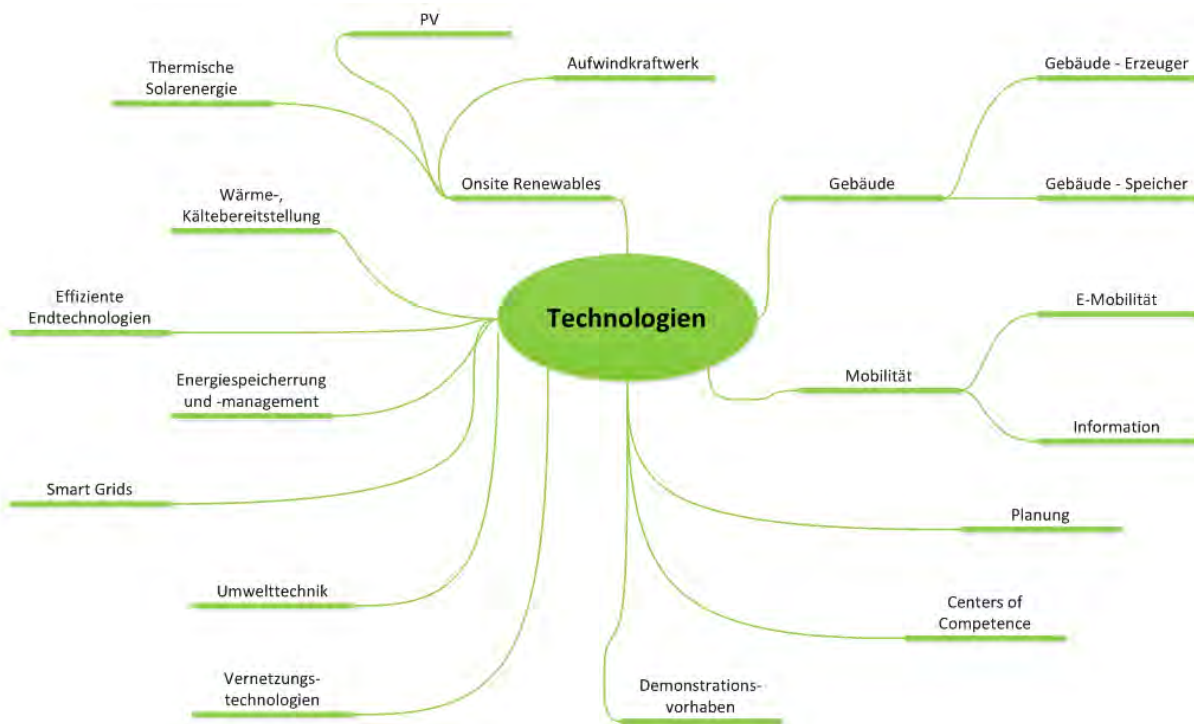 PV
Thermische
Solarenergie
Aufwindkraftwerk
Gebäude - Erzeuger
Wärme-,
Kältebereitstellung
Onsite Renewables
Gebäude
Gebäude - Speicher
Effiziente
Endtechnologien
Technologien
E-Mobilität
Energiespeicherrung
und -management
Mobilität
Information
Smart Grids
Planung
Umwelttechnik
Centers of
Competence
Vernetzungs-
technologien
Demonstrations-
vorhaben